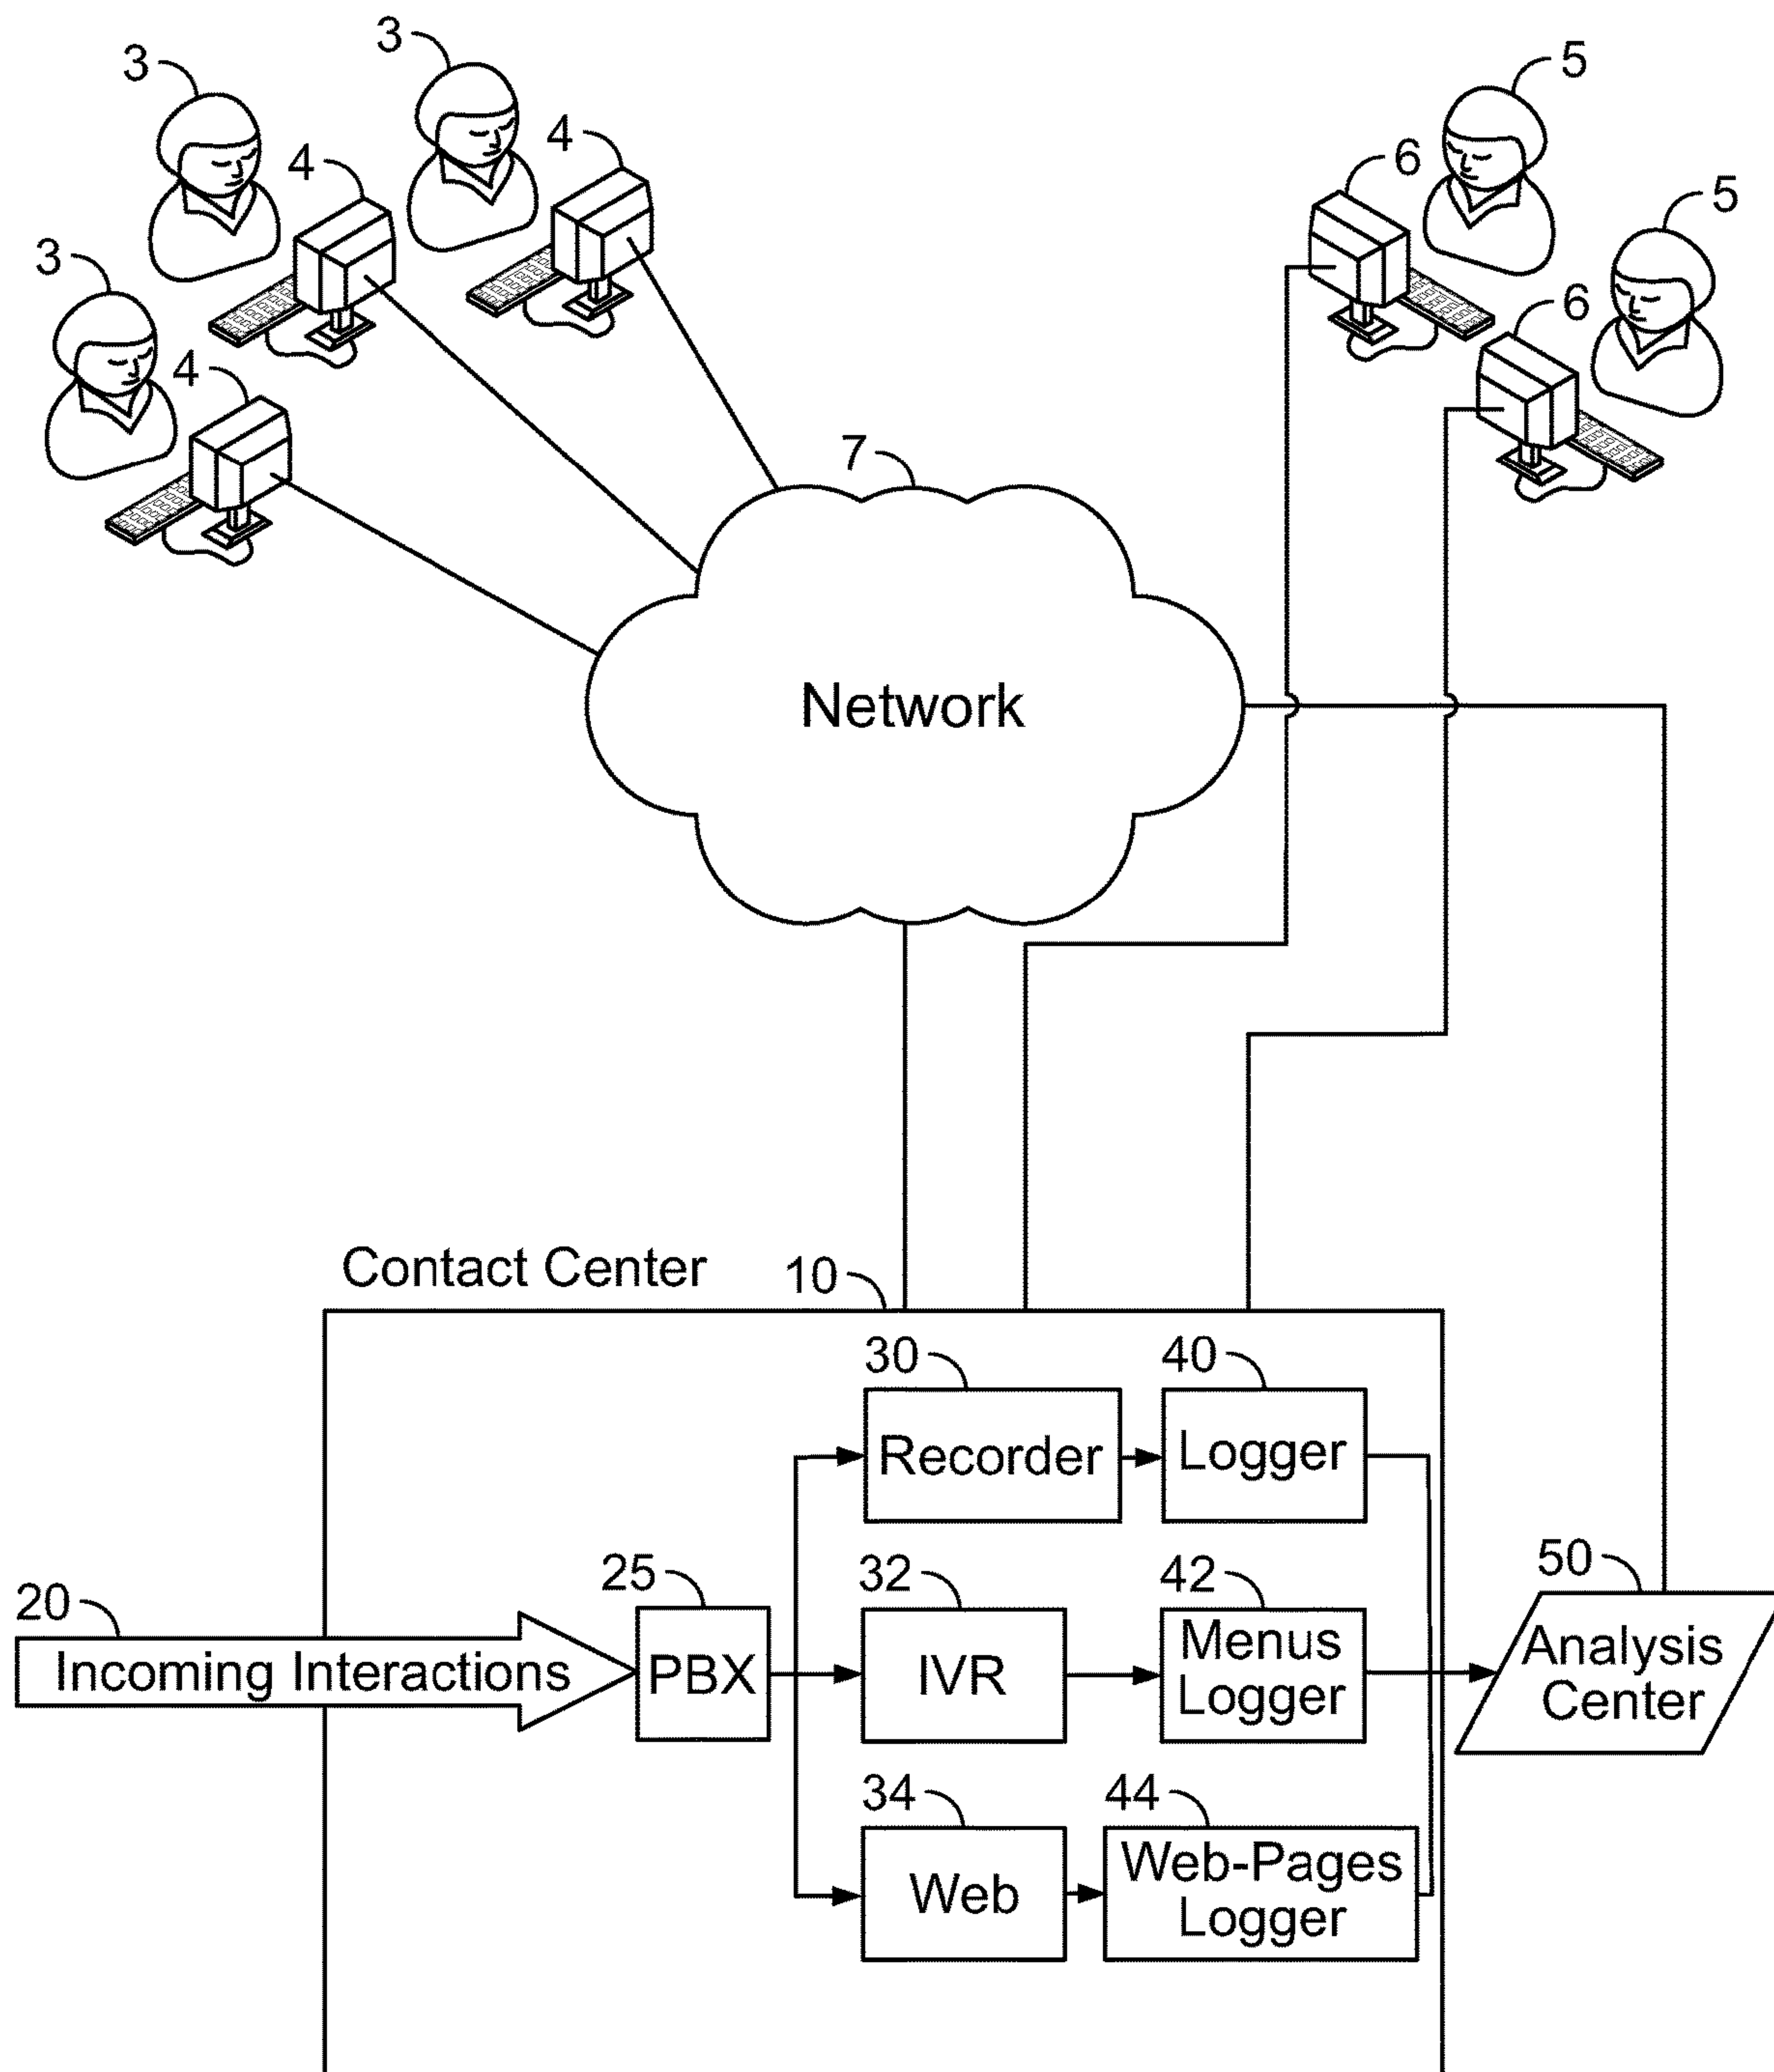 3
3
5
4
4
6
5
3
6
4
7
Network
Contact Center
10
30
40
Recorder
Logger
25
32
42
50
20
Incoming Interactions
PBX
IVR
Menus
Logger
Analysis
Center
34
44
Web
Web-Pages
Logger